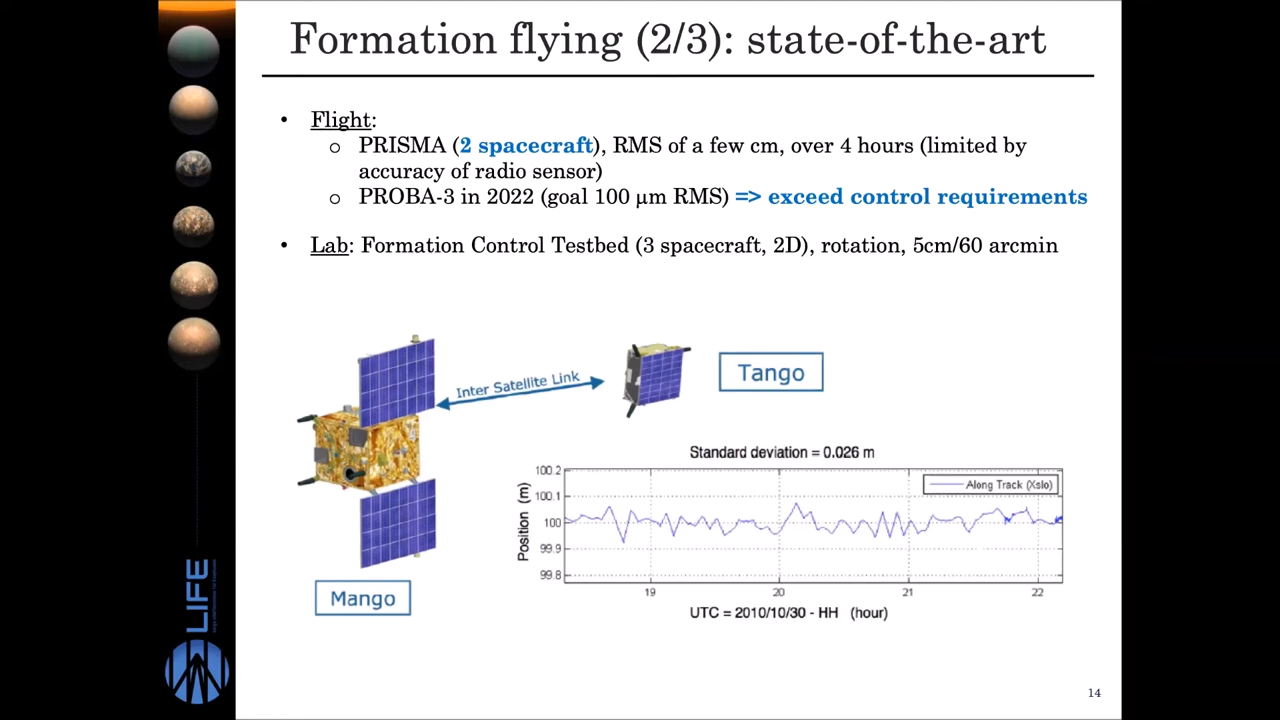 Formation flying (2/3): state-of-the-art
• Flight:
o PRISMA (2 spacecraft), RMS of a few cm, over 4 hours (limited by
accuracy of radio sensor)
o PROBA-3 in 2022 (goal 100 μm RMS) => exceed control requirements
• Lab: Formation Control Testbed (3 spacecraft, 2D), rotation, 5cm/60 arcmin
Inter Satellite Link
Tango
Mango
Standard deviation = 0.026 m
Along Track (Xslo)
Position (m)
100.2
100.1
100
99.9
99.8
19
20
21
22
UTC = 2010/10/30 - HH (hour)
LIFE
14